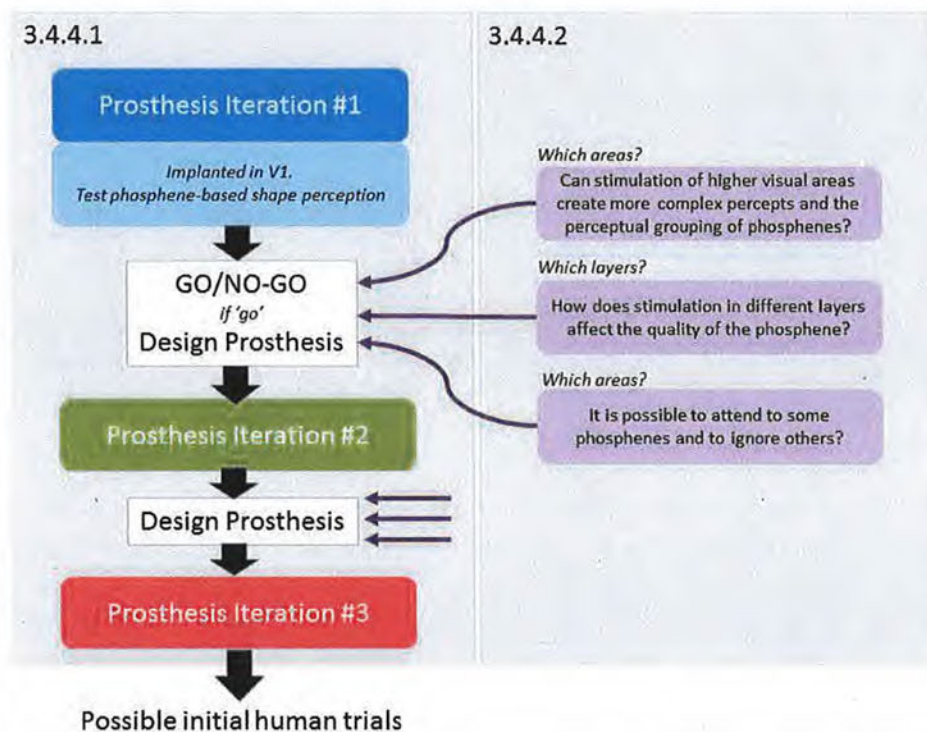 3.4.4.1
Prosthesis Iteration #1
Implanted in V1.
Test phosphene-based shape perception
GO/NO-GO
if 'go'
Design Prosthesis
Prosthesis Iteration #2
Design Prosthesis
Prosthesis Iteration #3
Possible initial human trials
3.4.4.2
Which areas?
Can stimulation of higher visual areas
create more complex percepts and the
perceptual grouping of phosphenes?
Which layers?
How does stimulation in different layers
affect the quality of the phosphene?
Which areas?
It is possible to attend to some
phosphenes and to ignore others?